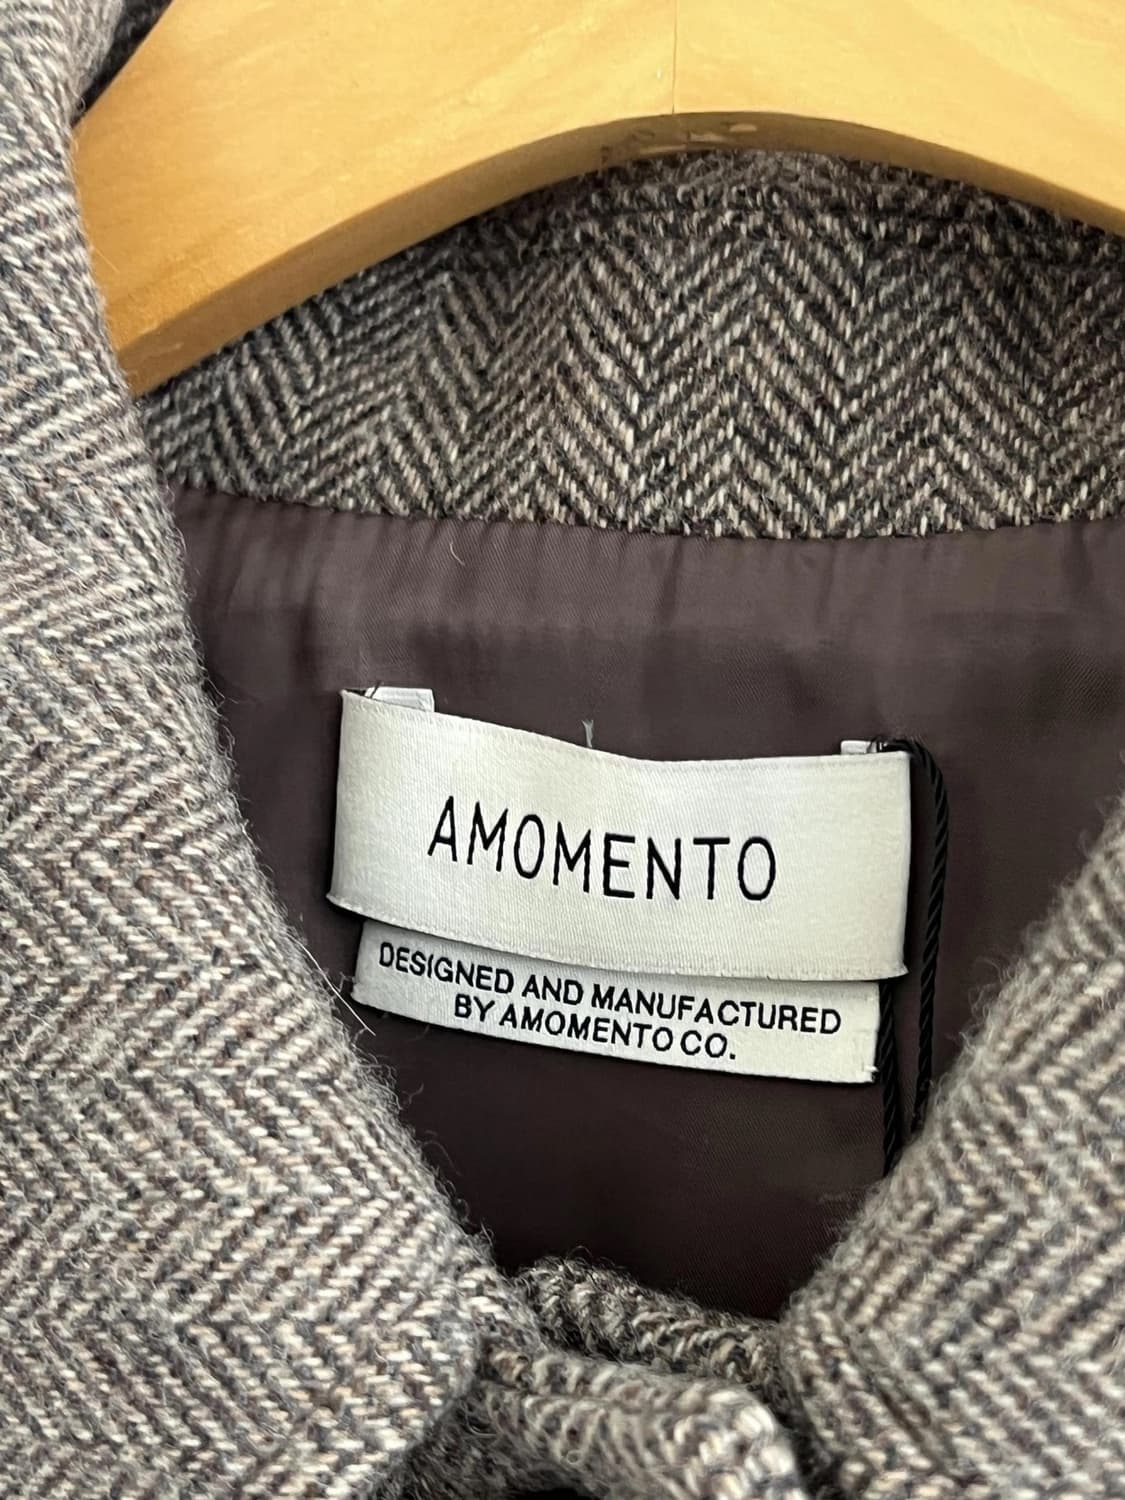 AMOMENTO
DESIGNED AND MANUFACTURED
BY AMOMENTO CO.